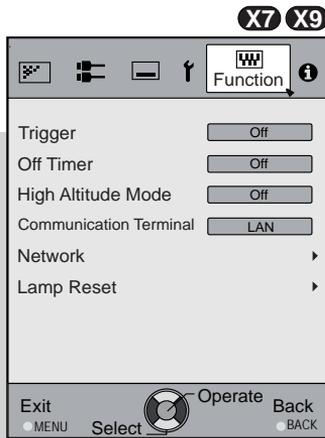 X7 X9
Function
Trigger Off
Off Timer Off
High Altitude Mode Off
Communication Terminal LAN
Network
Lamp Reset
Exit
MENU
Select
Operate
Back
BACK